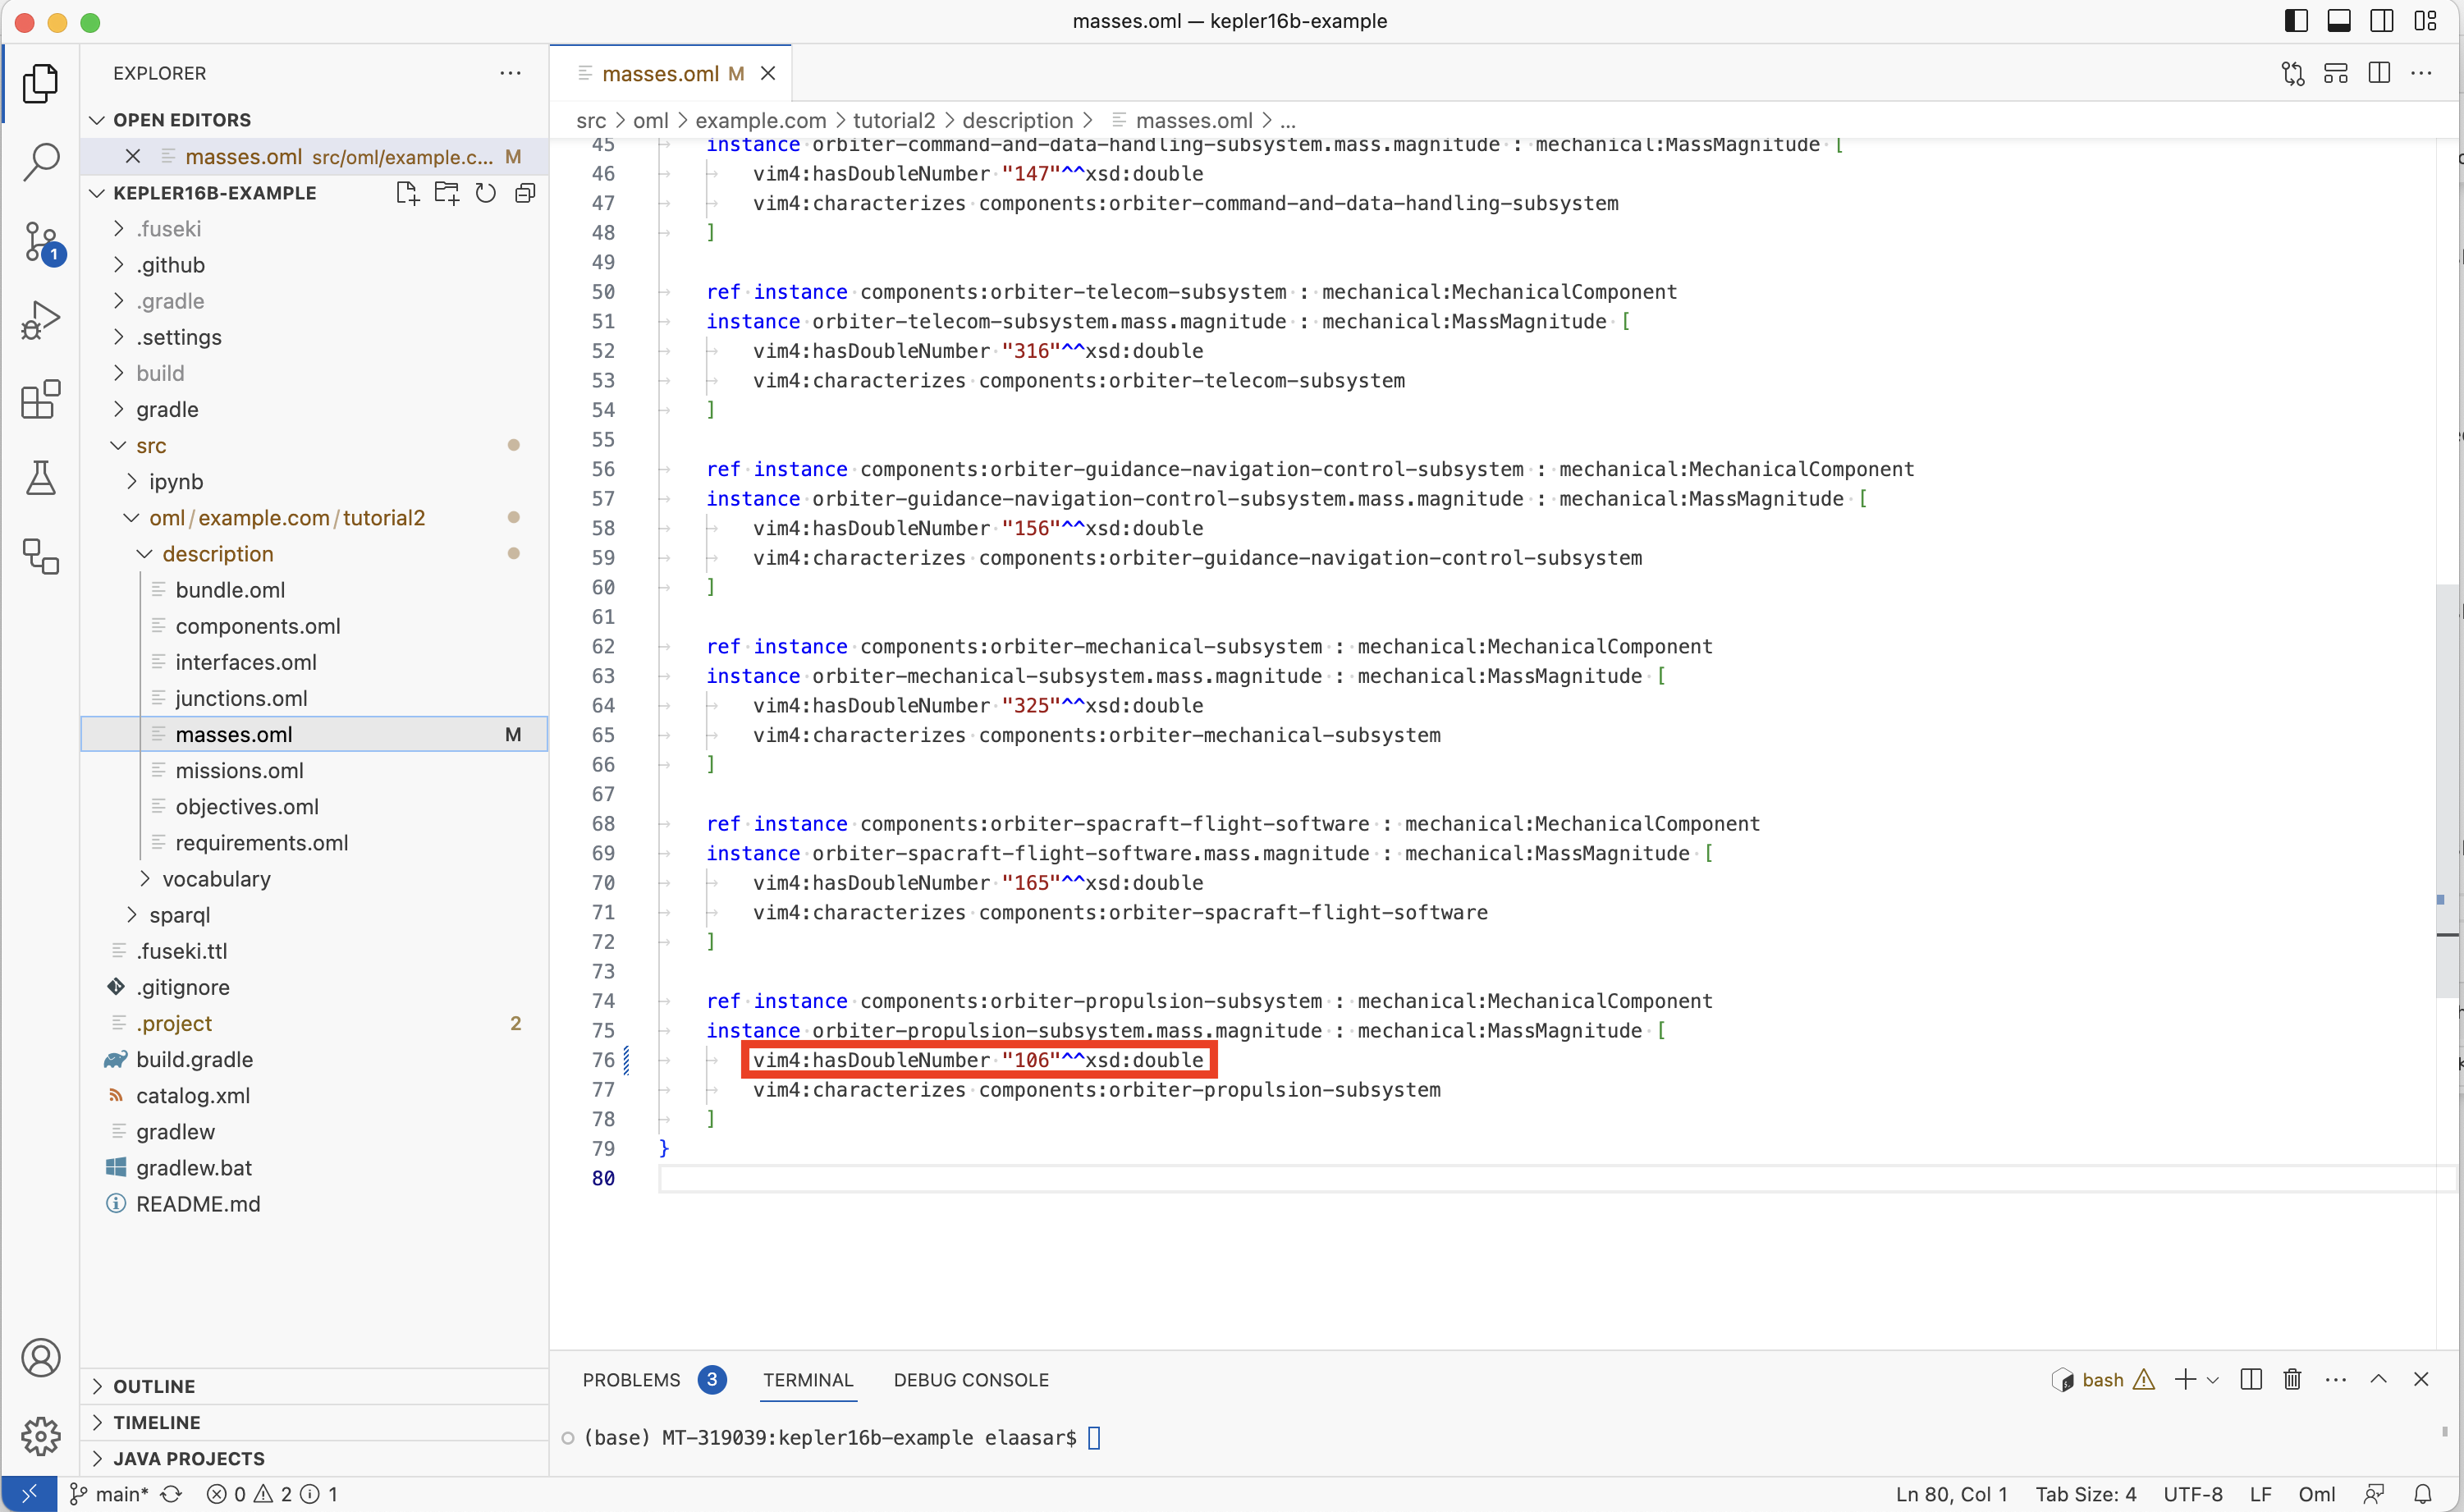 masses.oml — kepler16b-example
EXPLORER
OPEN EDITORS
masses.oml src/oml/example.c... M
KEPLER16B-EXAMPLE
.fuseki
.github
.gradle
.settings
build
gradle
src
ipynb
oml/example.com/tutorial2
description
bundle.oml
components.oml
interfaces.oml
junctions.oml
masses.oml M
missions.oml
objectives.oml
requirements.oml
vocabulary
sparql
.fuseki.ttl
.gitignore
.project 2
build.gradle
catalog.xml
gradlew
gradlew.bat
README.md
OUTLINE
TIMELINE
JAVA PROJECTS
1
masses.oml M
src > oml > example.com > tutorial2 > description > masses.oml > ...
45 instance orbiter-command-and-data-handling-subsystem.mass.magnitude : mechanical:MassMagnitude [
46 vim4:hasDoubleNumber "147"^^xsd:double
47 vim4:characterizes components:orbiter-command-and-data-handling-subsystem
48 ]
49
50 ref instance components:orbiter-telecom-subsystem : mechanical:MechanicalComponent
51 instance orbiter-telecom-subsystem.mass.magnitude : mechanical:MassMagnitude [
52 vim4:hasDoubleNumber "316"^^xsd:double
53 vim4:characterizes components:orbiter-telecom-subsystem
54 ]
55
56 ref instance components:orbiter-guidance-navigation-control-subsystem : mechanical:MechanicalComponent
57 instance orbiter-guidance-navigation-control-subsystem.mass.magnitude : mechanical:MassMagnitude [
58 vim4:hasDoubleNumber "156"^^xsd:double
59 vim4:characterizes components:orbiter-guidance-navigation-control-subsystem
60 ]
61
62 ref instance components:orbiter-mechanical-subsystem : mechanical:MechanicalComponent
63 instance orbiter-mechanical-subsystem.mass.magnitude : mechanical:MassMagnitude [
64 vim4:hasDoubleNumber "325"^^xsd:double
65 vim4:characterizes components:orbiter-mechanical-subsystem
66 ]
67
68 ref instance components:orbiter-spacraft-flight-software : mechanical:MechanicalComponent
69 instance orbiter-spacraft-flight-software.mass.magnitude : mechanical:MassMagnitude [
70 vim4:hasDoubleNumber "165"^^xsd:double
71 vim4:characterizes components:orbiter-spacraft-flight-software
72 ]
73
74 ref instance components:orbiter-propulsion-subsystem : mechanical:MechanicalComponent
75 instance orbiter-propulsion-subsystem.mass.magnitude : mechanical:MassMagnitude [
76 vim4:hasDoubleNumber "106"^^xsd:double
77 vim4:characterizes components:orbiter-propulsion-subsystem
78 ]
79 }
80
PROBLEMS 3 TERMINAL DEBUG CONSOLE
bash
(base) MT-319039:kepler16b-example elaasar$
main* 0 2 1
Ln 80, Col 1 Tab Size: 4 UTF-8 LF Oml